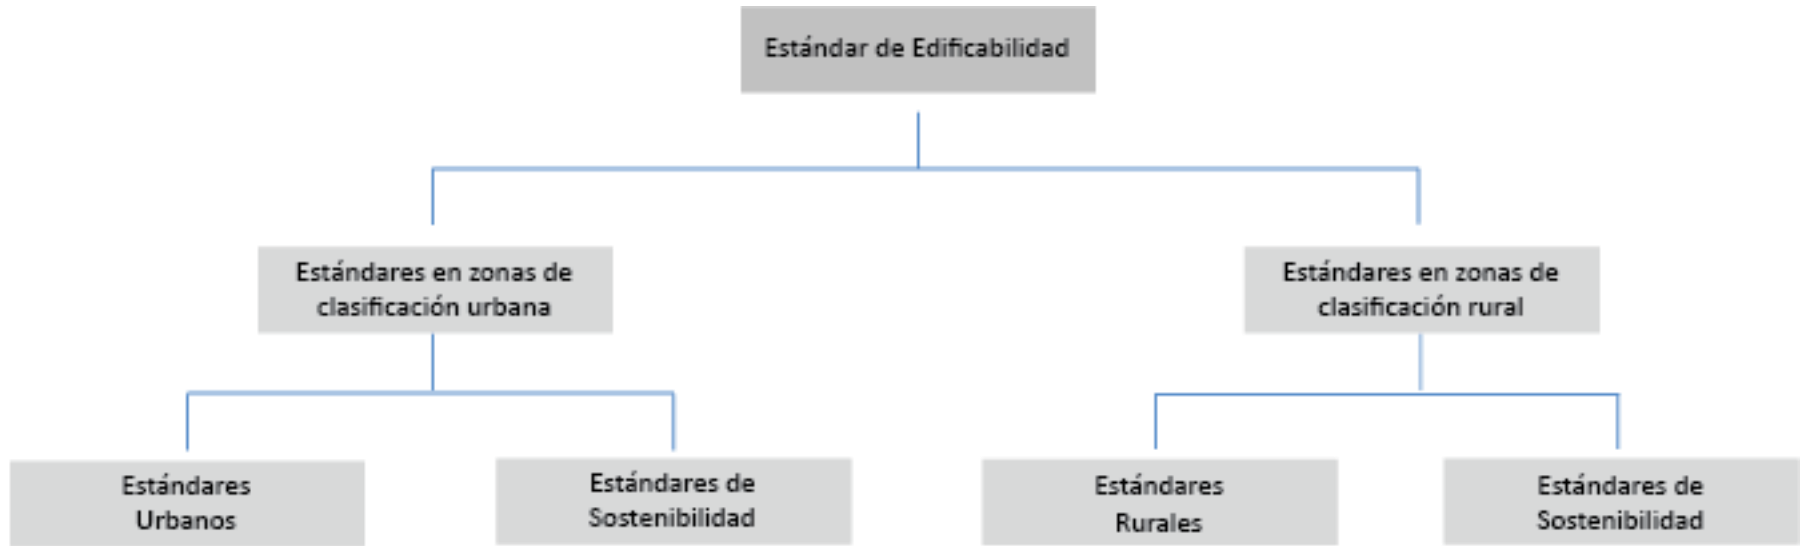 Estándar de Edificabilidad
Estándares en zonas de
clasificación urbana
Estándares en zonas de
clasificación rural
Estándares
Urbanos
Estándares de
Sostenibilidad
Estándares
Rurales
Estándares de
Sostenibilidad